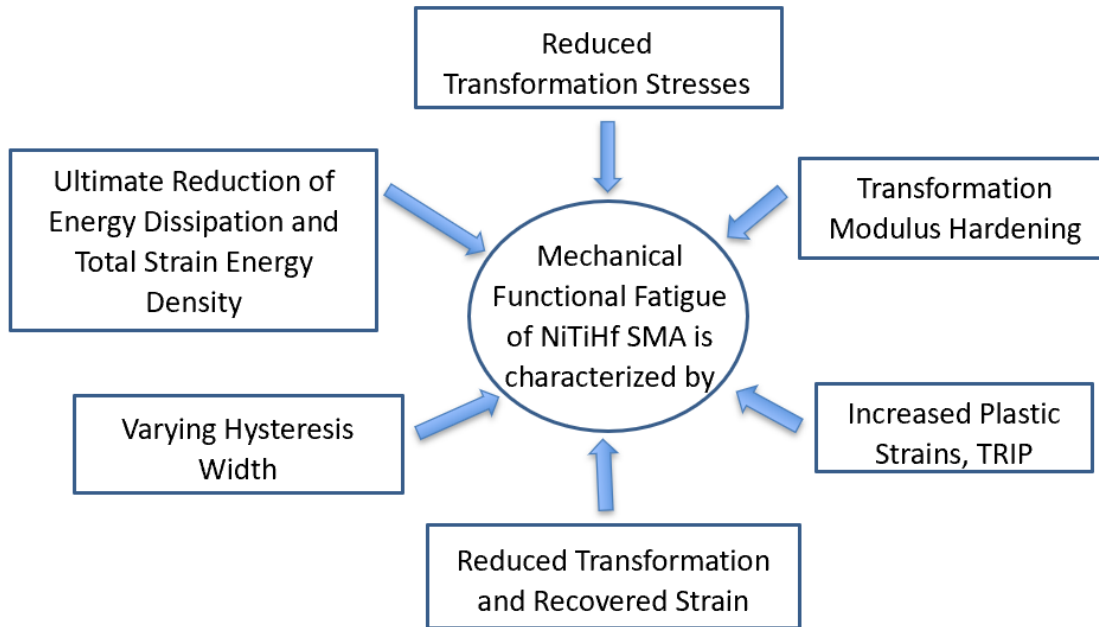 Reduced
Transformation Stresses
Ultimate Reduction of
Energy Dissipation and
Total Strain Energy
Density
Transformation
Modulus Hardening
Mechanical
Functional Fatigue
of NiTiHf SMA is
characterized by
Varying Hysteresis
Width
Increased Plastic
Strains, TRIP
Reduced Transformation
and Recovered Strain